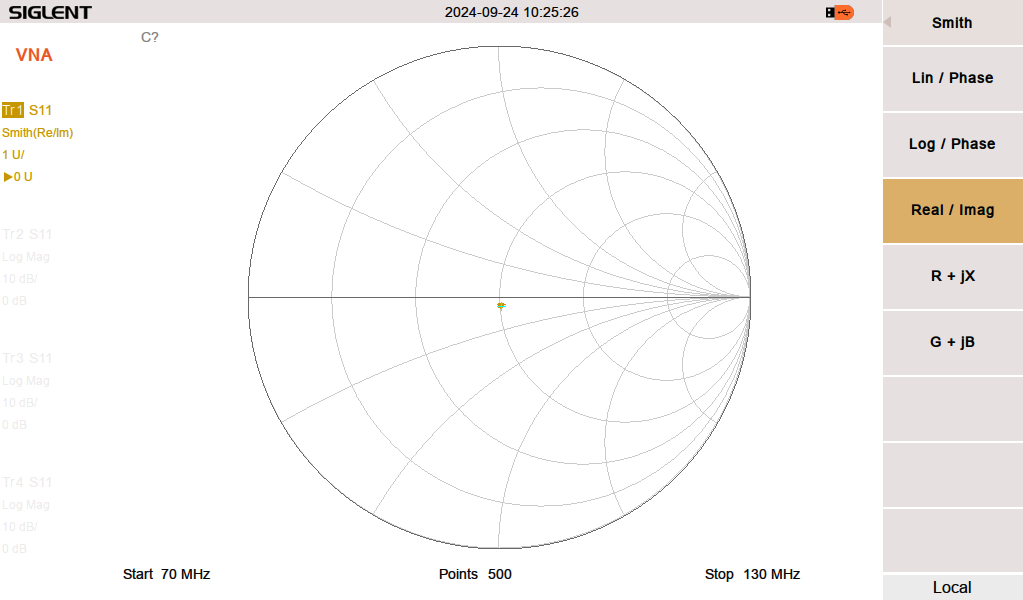 SIGLENT
2024-09-24 10:25:26
C?
VNA
Tr1 S11
Smith(Re/Im)
1 U/
▶0 U
Tr2 S11
Log Mag
10 dB/
0 dB
Tr3 S11
Log Mag
10 dB/
0 dB
Tr4 S11
Log Mag
10 dB/
0 dB
Start 70 MHz
Points 500
Stop 130 MHz
Smith
Lin / Phase
Log / Phase
Real / Imag
R + jX
G + jB
Local